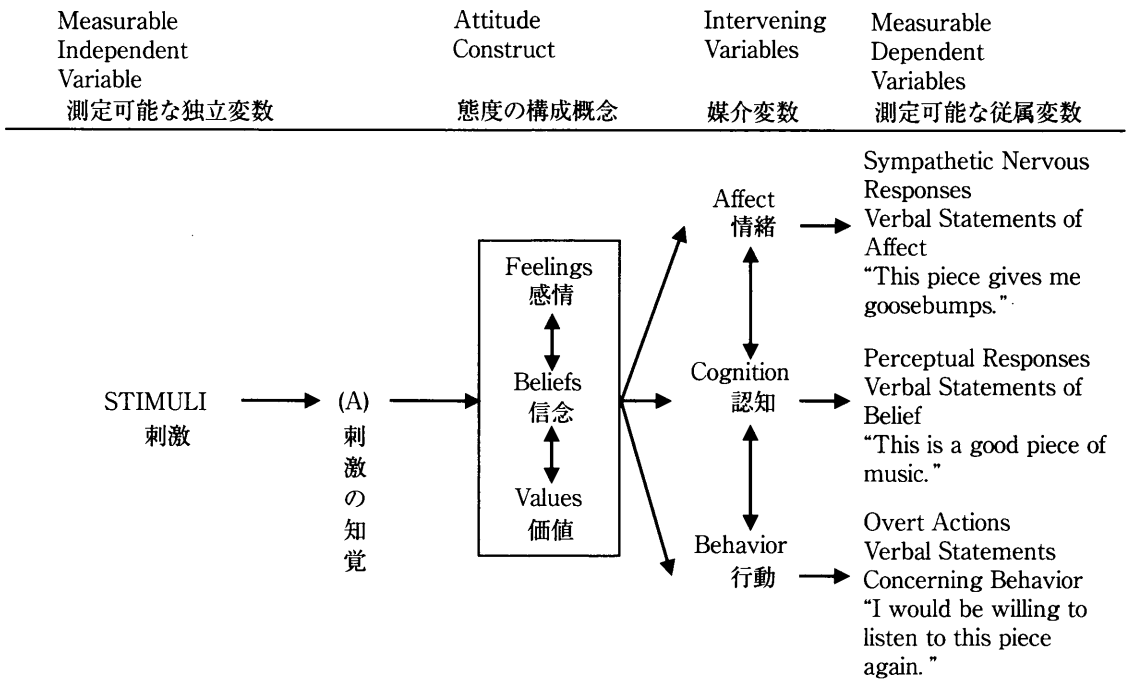 Measurable
Independent
Variable
測定可能な独立変数
Attitude
Construct
態度の構成概念
Intervening
Variables
媒介変数
Measurable
Dependent
Variables
測定可能な従属変数
STIMULI
刺激
(A)
刺激の知覚
Feelings
感情
Beliefs
信念
Values
価値
Affect
情緒
Cognition
認知
Behavior
行動
Sympathetic Nervous
Responses
Verbal Statements of
Affect
“This piece gives me
goosebumps.”
Perceptual Responses
Verbal Statements of
Belief
“This is a good piece of
music.”
Overt Actions
Verbal Statements
Concerning Behavior
“I would be willing to
listen to this piece
again.”